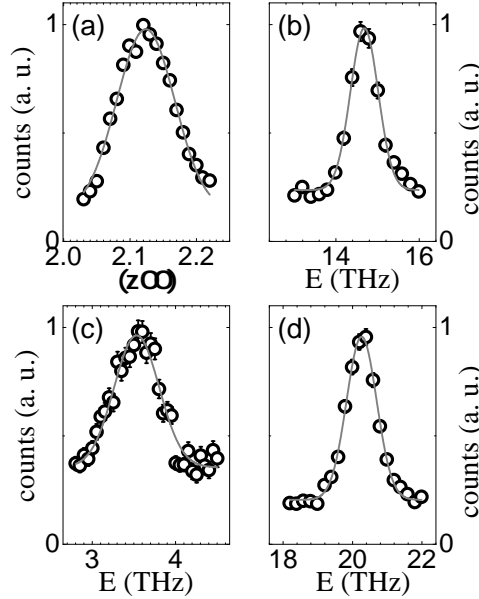 (a)
(b)
1
1
counts (a. u.)
counts (a. u.)
0
0
2.0 2.1 2.2
14 16
(z00)
E (THz)
(c)
(d)
1
1
counts (a. u.)
counts (a. u.)
0
0
3 4
18 20 22
E (THz)
E (THz)